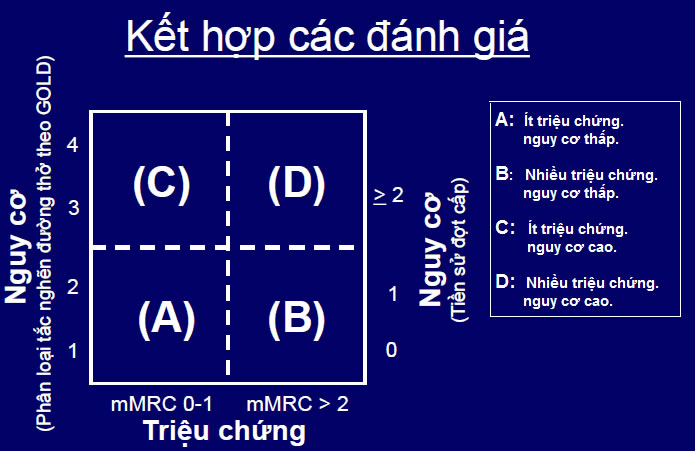 Kết hợp các đánh giá
Nguy cơ
(Phân loại tắc nghẽn đường thở theo GOLD)
4
3
2
1
(C)
(D)
(A)
(B)
≥ 2
1
0
Nguy cơ
(Tiền sử đợt cấp)
mMRC 0-1
mMRC > 2
Triệu chứng
A: Ít triệu chứng.
nguy cơ thấp.
B: Nhiều triệu chứng.
nguy cơ thấp.
C: Ít triệu chứng.
nguy cơ cao.
D: Nhiều triệu chứng.
nguy cơ cao.